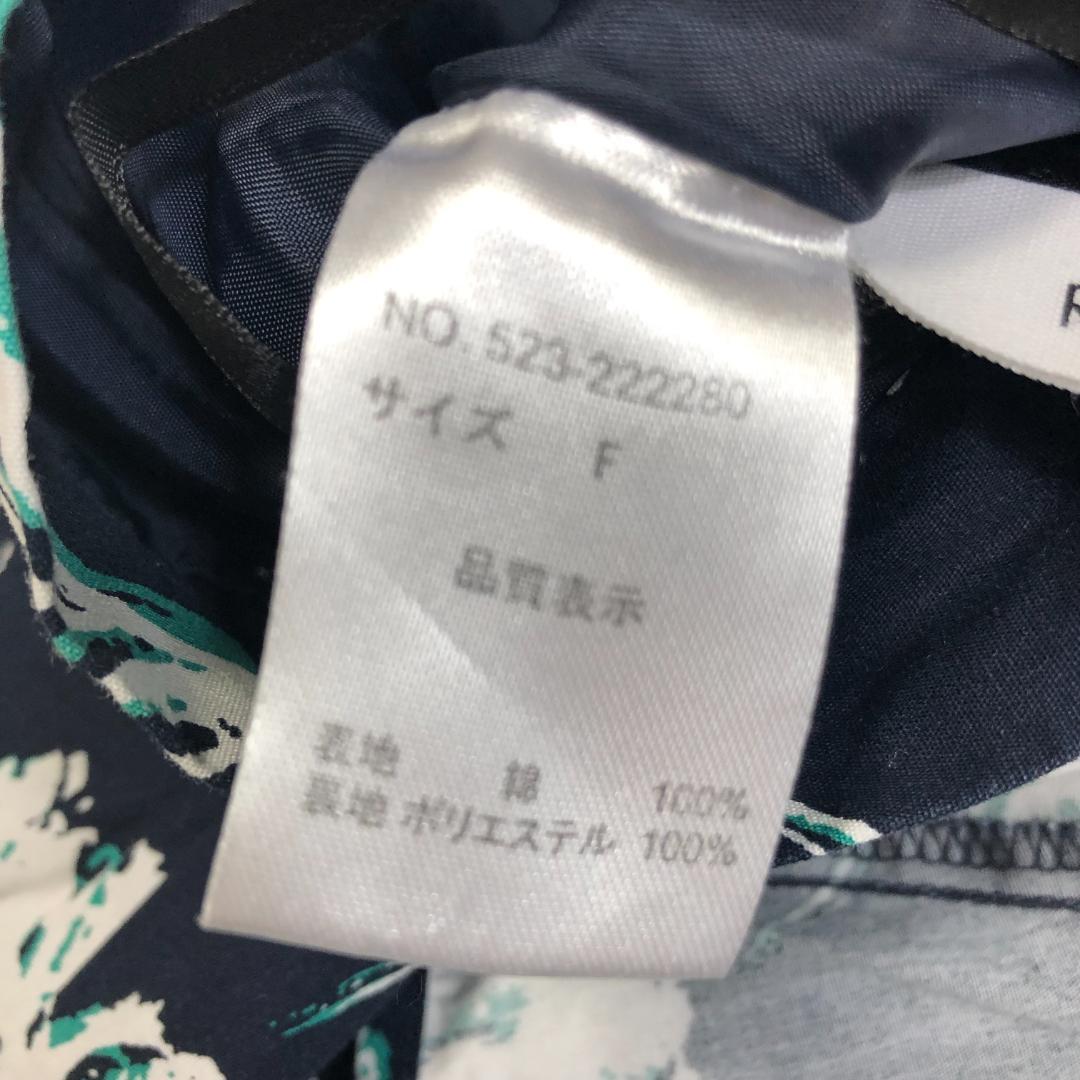 NO. 523-222280
サイズ F
品質表示
表地 綿 100%
裏地 ポリエステル 100%
R